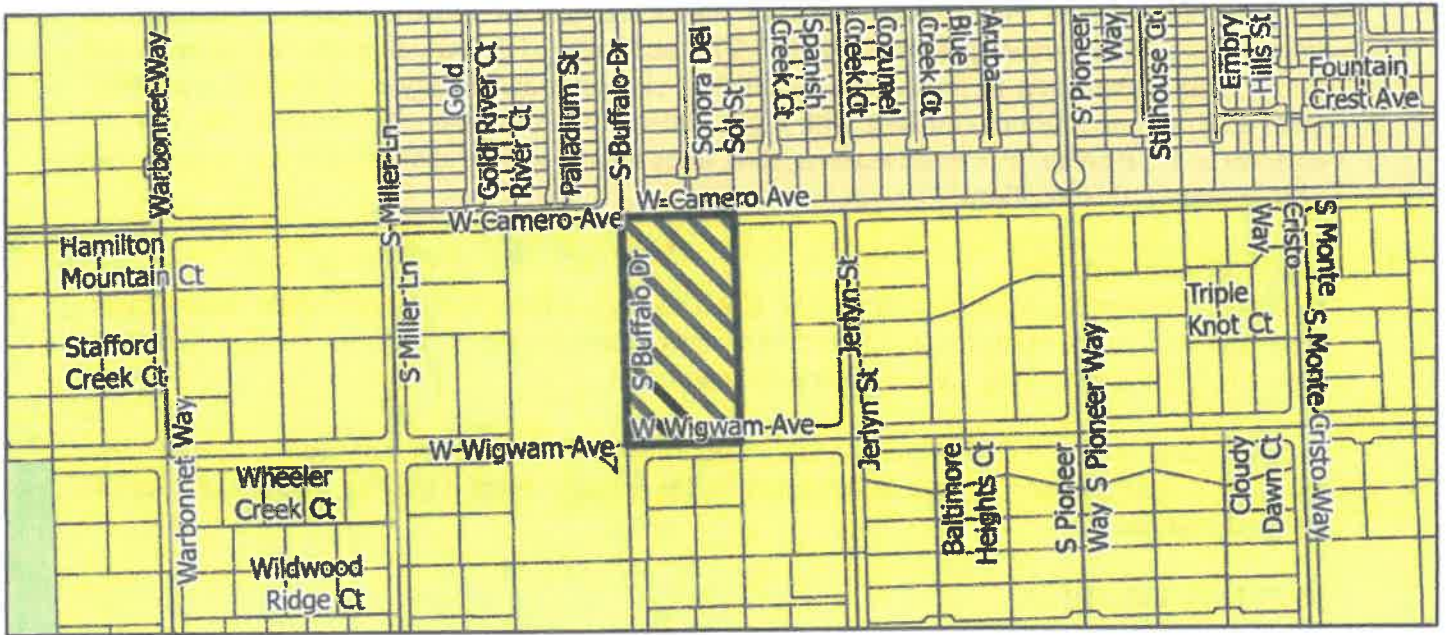 Warbonnet Way
S Miller Ln
Gold
Gold River Ct
River Ct
Palladium St
S Buffalo Dr
Sonora Del
Sol St
Spanish
Creek Ct
Cozumel
Creek Ct
Blue
Creek Ct
Aruba
S Pioneer
Way
Stillhouse Ct
Embry
Hills St
Fountain
Crest Ave
W Camero Ave
W Camero Ave
Hamilton
Mountain Ct
Stafford
Creek Ct
S Miller Ln
S Buffalo Dr
Jerlyn St
Jerlyn St
Triple
Knot Ct
Cristo
Way
S Monte
S Monte Cristo Way
Warbonnet Way
W Wigwam Ave
W Wigwam Ave
S Pioneer Way
Wheeler
Creek Ct
Wildwood
Ridge Ct
Baltimore
Heights Ct
S Pioneer
Way
Cloudy
Dawn Ct